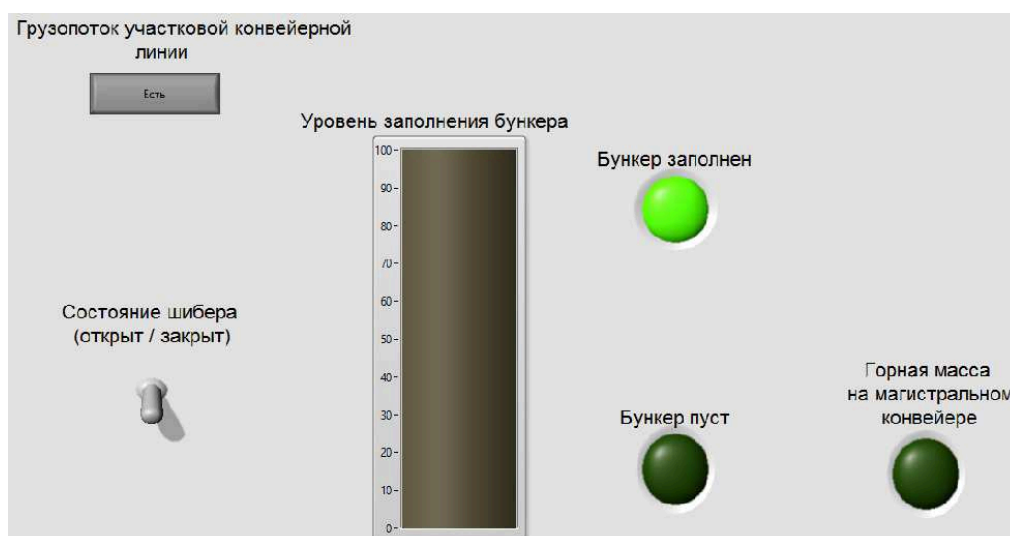 Грузопоток участковой конвейерной
линии
Есть
Уровень заполнения бункера
100
90
80
70
60
50
40
30
20
10
0
Бункер заполнен
Состояние шибера
(открыт / закрыт)
Бункер пуст
Горная масса
на магистральном
конвейере